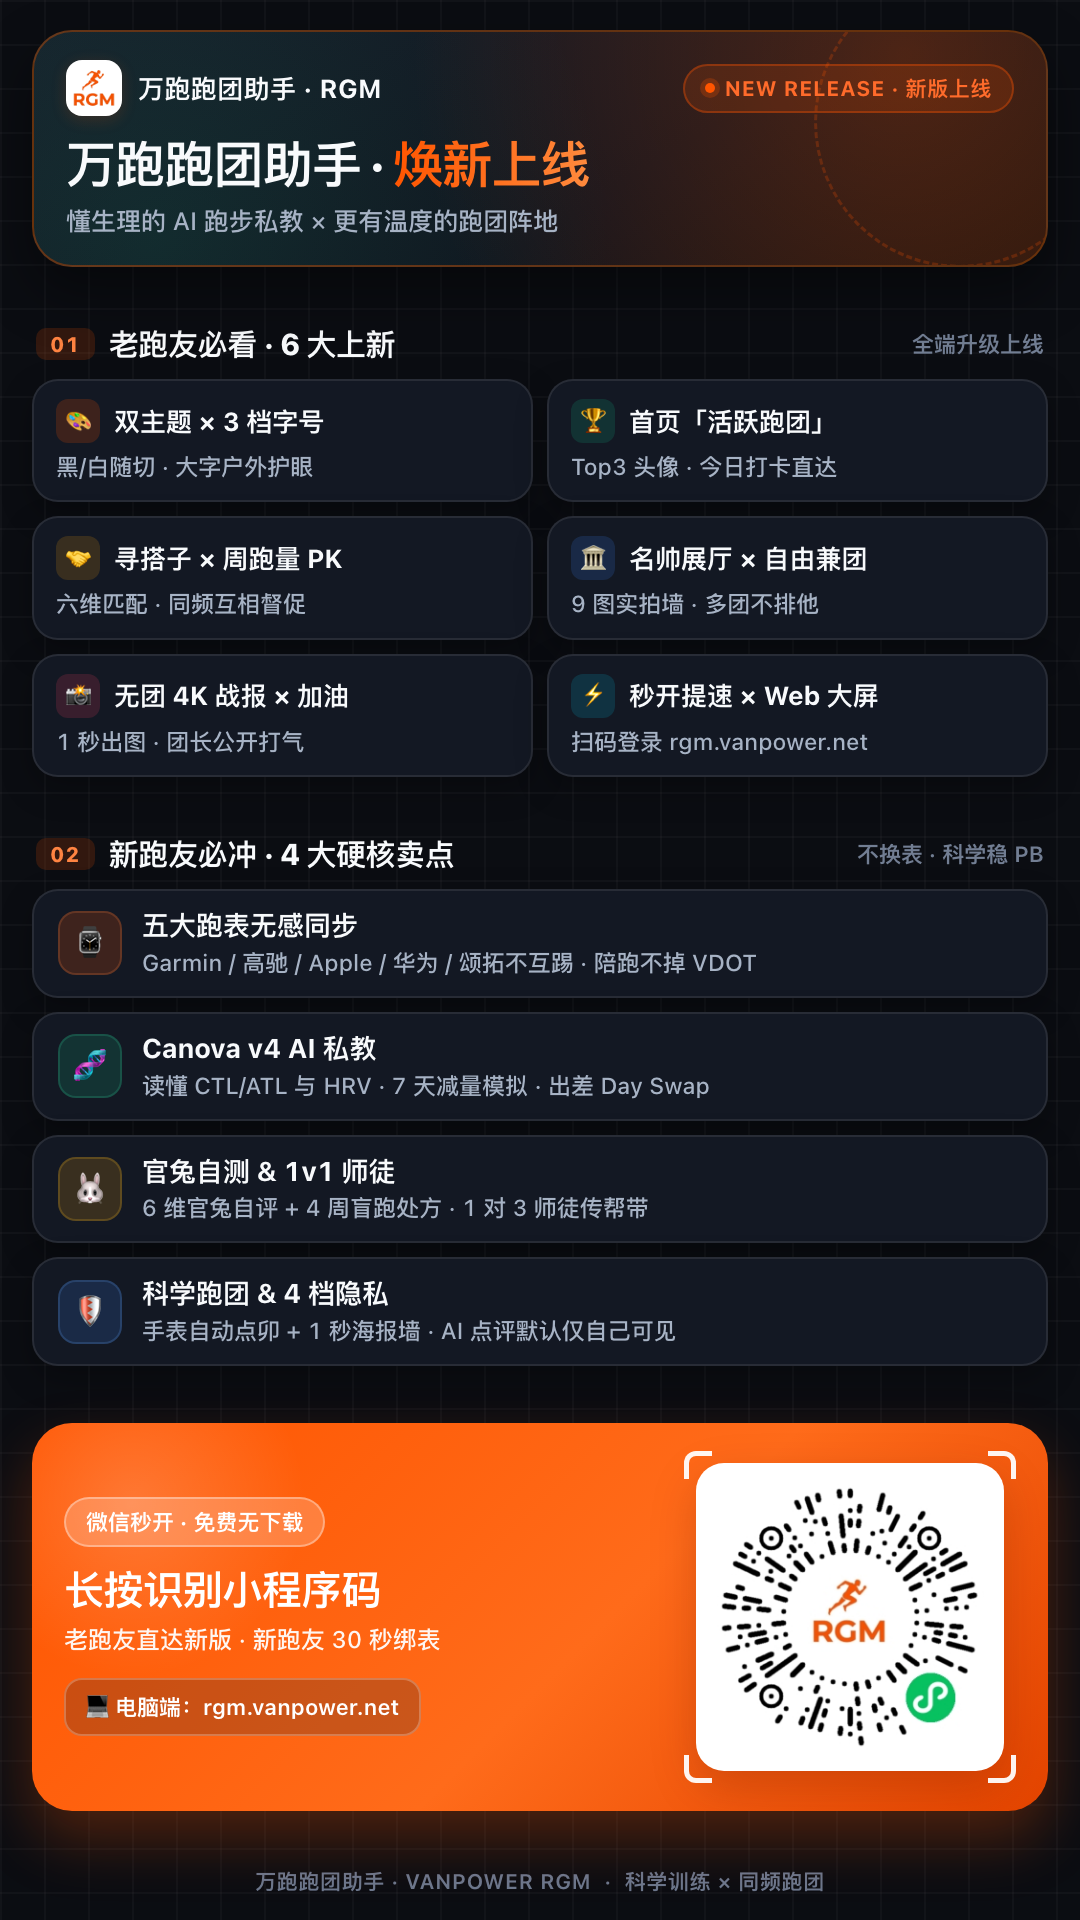 RGM
万跑跑团助手 · RGM
NEW RELEASE · 新版上线
万跑跑团助手 · 焕新上线
懂生理的 AI 跑步私教 × 更有温度的跑团阵地
01 老跑友必看 · 6 大上新
全端升级上线
双主题 × 3 档字号
黑/白随切 · 大字户外护眼
首页「活跃跑团」
Top3 头像 · 今日打卡直达
寻搭子 × 周跑量 PK
六维匹配 · 同频互相督促
名帅展厅 × 自由兼团
9 图实拍墙 · 多团不排他
无团 4K 战报 × 加油
1 秒出图 · 团长公开打气
秒开提速 × Web 大屏
扫码登录 rgm.vanpower.net
02 新跑友必冲 · 4 大硬核卖点
不换表 · 科学稳 PB
五大跑表无感同步
Garmin / 高驰 / Apple / 华为 / 颂拓不互踢 · 陪跑不掉 VDOT
Canova v4 AI 私教
读懂 CTL/ATL 与 HRV · 7 天减量模拟 · 出差 Day Swap
官兔自测 & 1v1 师徒
6 维官兔自评 + 4 周盲跑处方 · 1 对 3 师徒传帮带
科学跑团 & 4 档隐私
手表自动点卯 + 1 秒海报墙 · AI 点评默认仅自己可见
微信秒开 · 免费无下载
长按识别小程序码
老跑友直达新版 · 新跑友 30 秒绑表
电脑端：rgm.vanpower.net
RGM
万跑跑团助手 · VANPOWER RGM · 科学训练 × 同频跑团